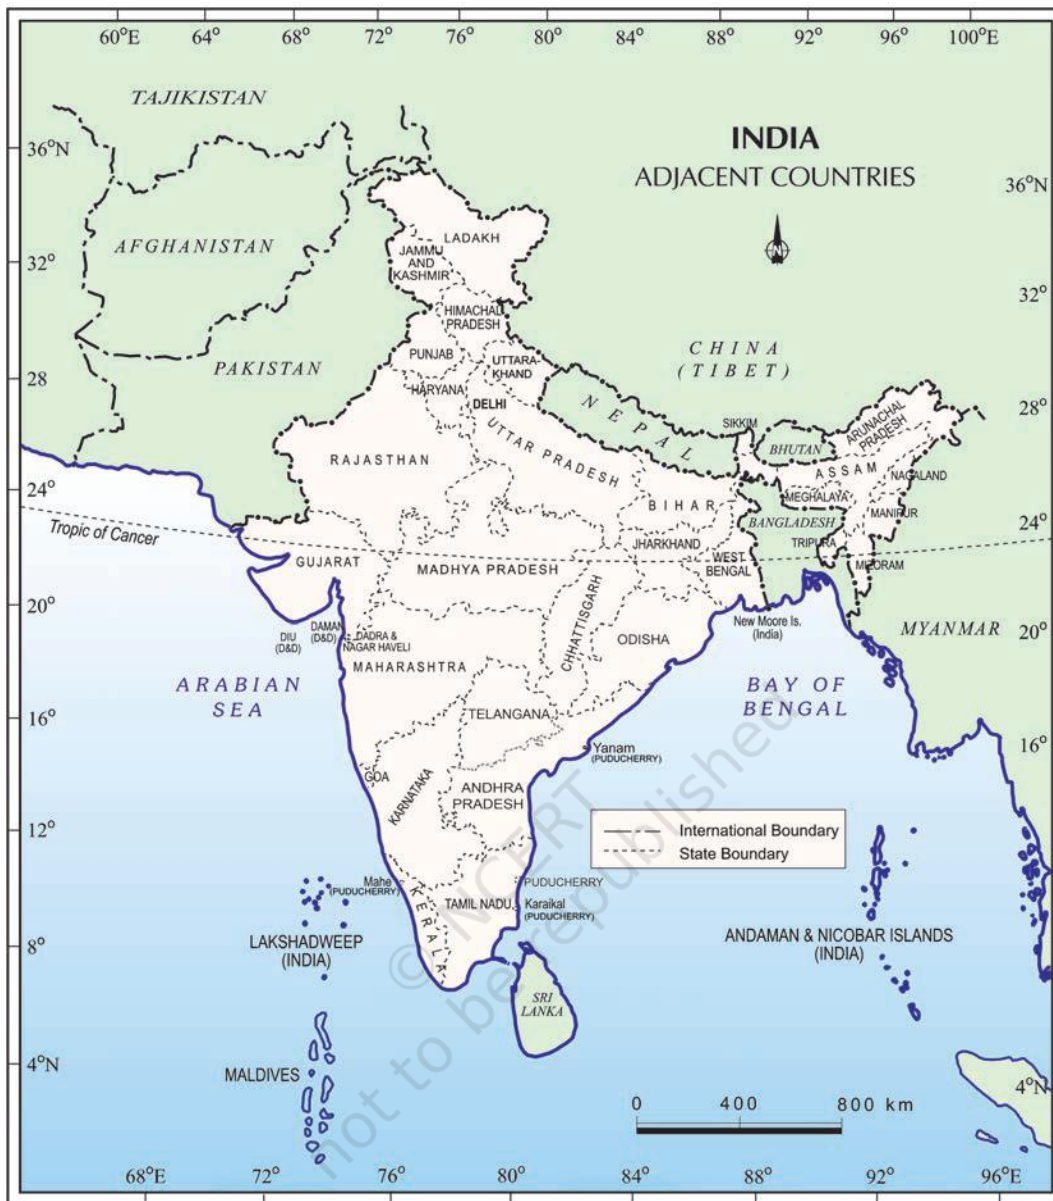 60°E 64° 68° 72° 76° 80° 84° 88° 92° 96° 100°E
TAJIKISTAN
INDIA
ADJACENT COUNTRIES
36°N
36°N
N
AFGHANISTAN
LADAKH
JAMMU
AND
KASHMIR
32°
32°
HIMACHAL
PRADESH
PUNJAB
UTTARA-
KHAND
CHINA
(TIBET)
PAKISTAN
28°
28°
HARYANA
DELHI
NEPAL
SIKKIM
BHUTAN
ARUNACHAL
PRADESH
UTTAR PRADESH
RAJASTHAN
ASSAM
NAGALAND
24°
24°
BIHAR
MEGHALAYA
MANIPUR
BANGLADESH
Tropic of Cancer
JHARKHAND
TRIPURA
GUJARAT
MADHYA PRADESH
WEST
BENGAL
MIZORAM
20°
20°
DIU
(D&D)
DAMAN
(D&D)
DADRA &
NAGAR HAVELI
CHHATTISGARH
ODISHA
New Moore Is.
(India)
MYANMAR
MAHARASHTRA
ARABIAN
SEA
BAY OF
BENGAL
TELANGANA
16°
16°
Yanam
(PUDUCHERRY)
GOA
KARNATAKA
ANDHRA
PRADESH
12°
12°
International Boundary
State Boundary
Mahe
(PUDUCHERRY)
PUDUCHERRY
KERALA
TAMIL NADU
Karaikal
(PUDUCHERRY)
LAKSHADWEEP
(INDIA)
ANDAMAN & NICOBAR ISLANDS
(INDIA)
8°
8°
SRI
LANKA
MALDIVES
4°N
4°N
0 400 800 km
68°E 72° 76° 80° 84° 88° 92° 96°E
© NCERT
not to be republished